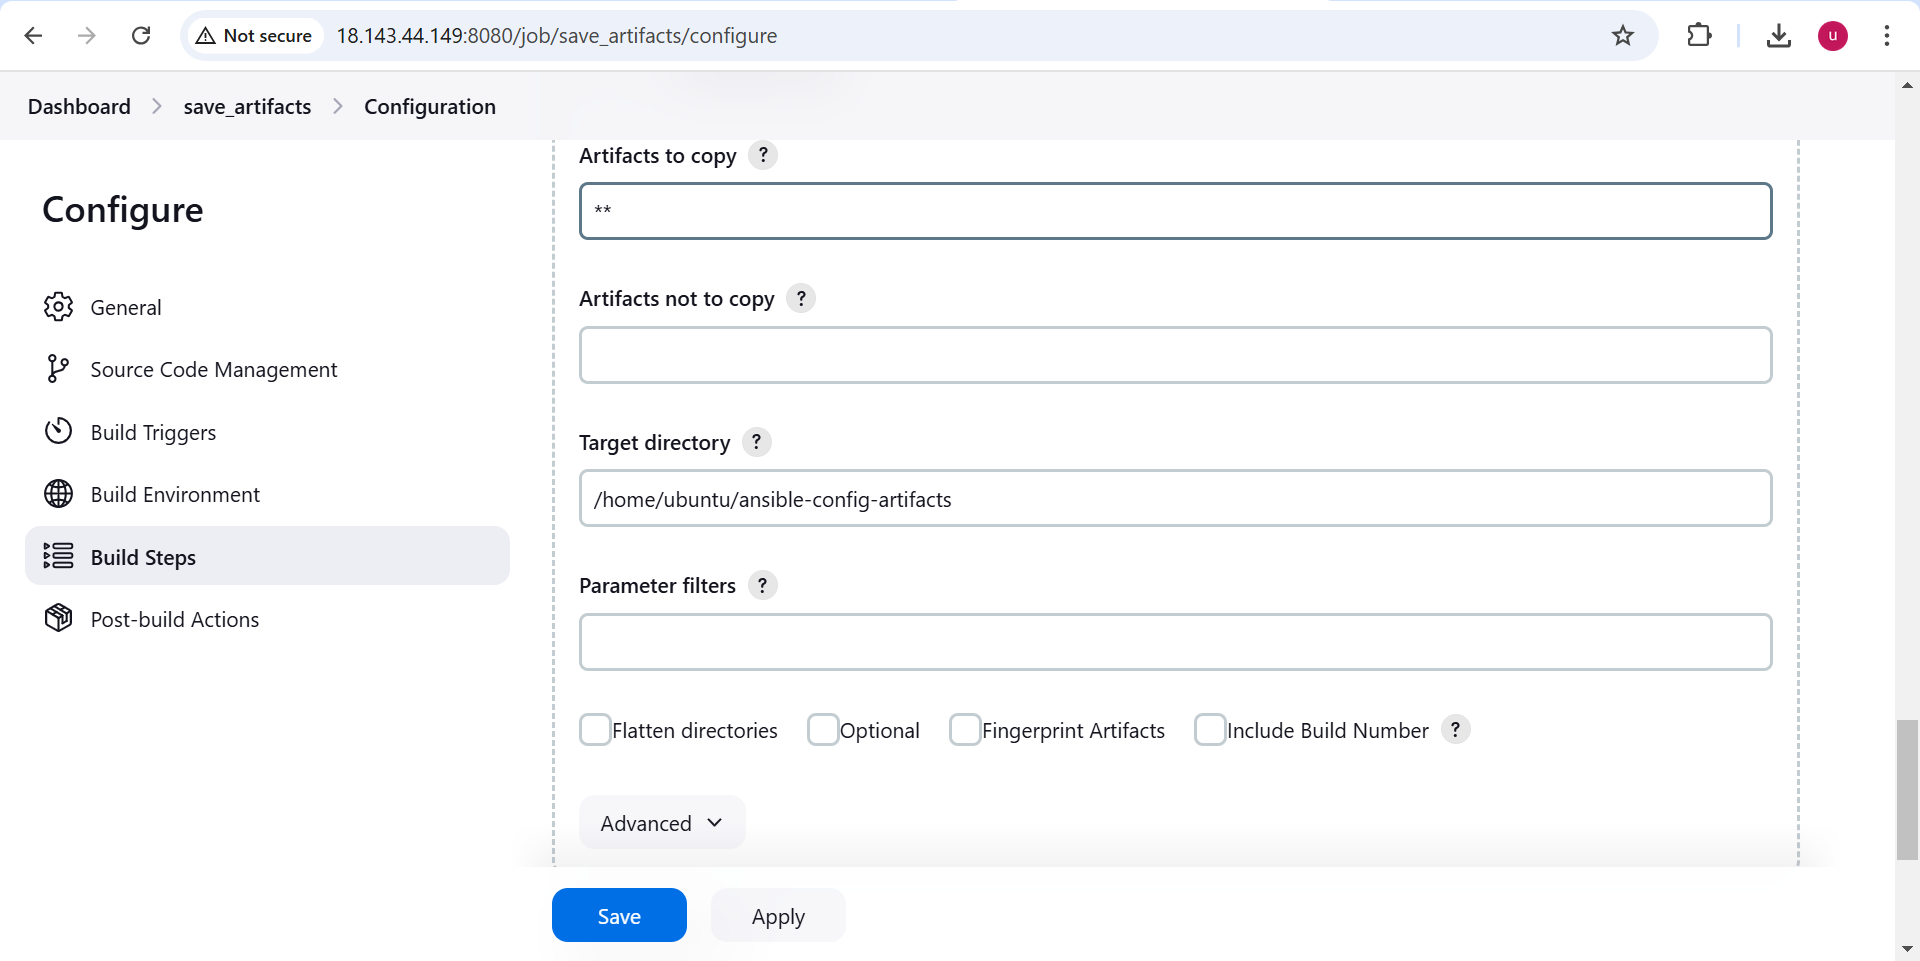 Not secure 18.143.44.149:8080/job/save_artifacts/configure u
Dashboard save_artifacts Configuration
Configure
General
Source Code Management
Build Triggers
Build Environment
Build Steps
Post-build Actions
Artifacts to copy ?
**
Artifacts not to copy ?
Target directory ?
/home/ubuntu/ansible-config-artifacts
Parameter filters ?
Flatten directories Optional Fingerprint Artifacts Include Build Number ?
Advanced
Save Apply